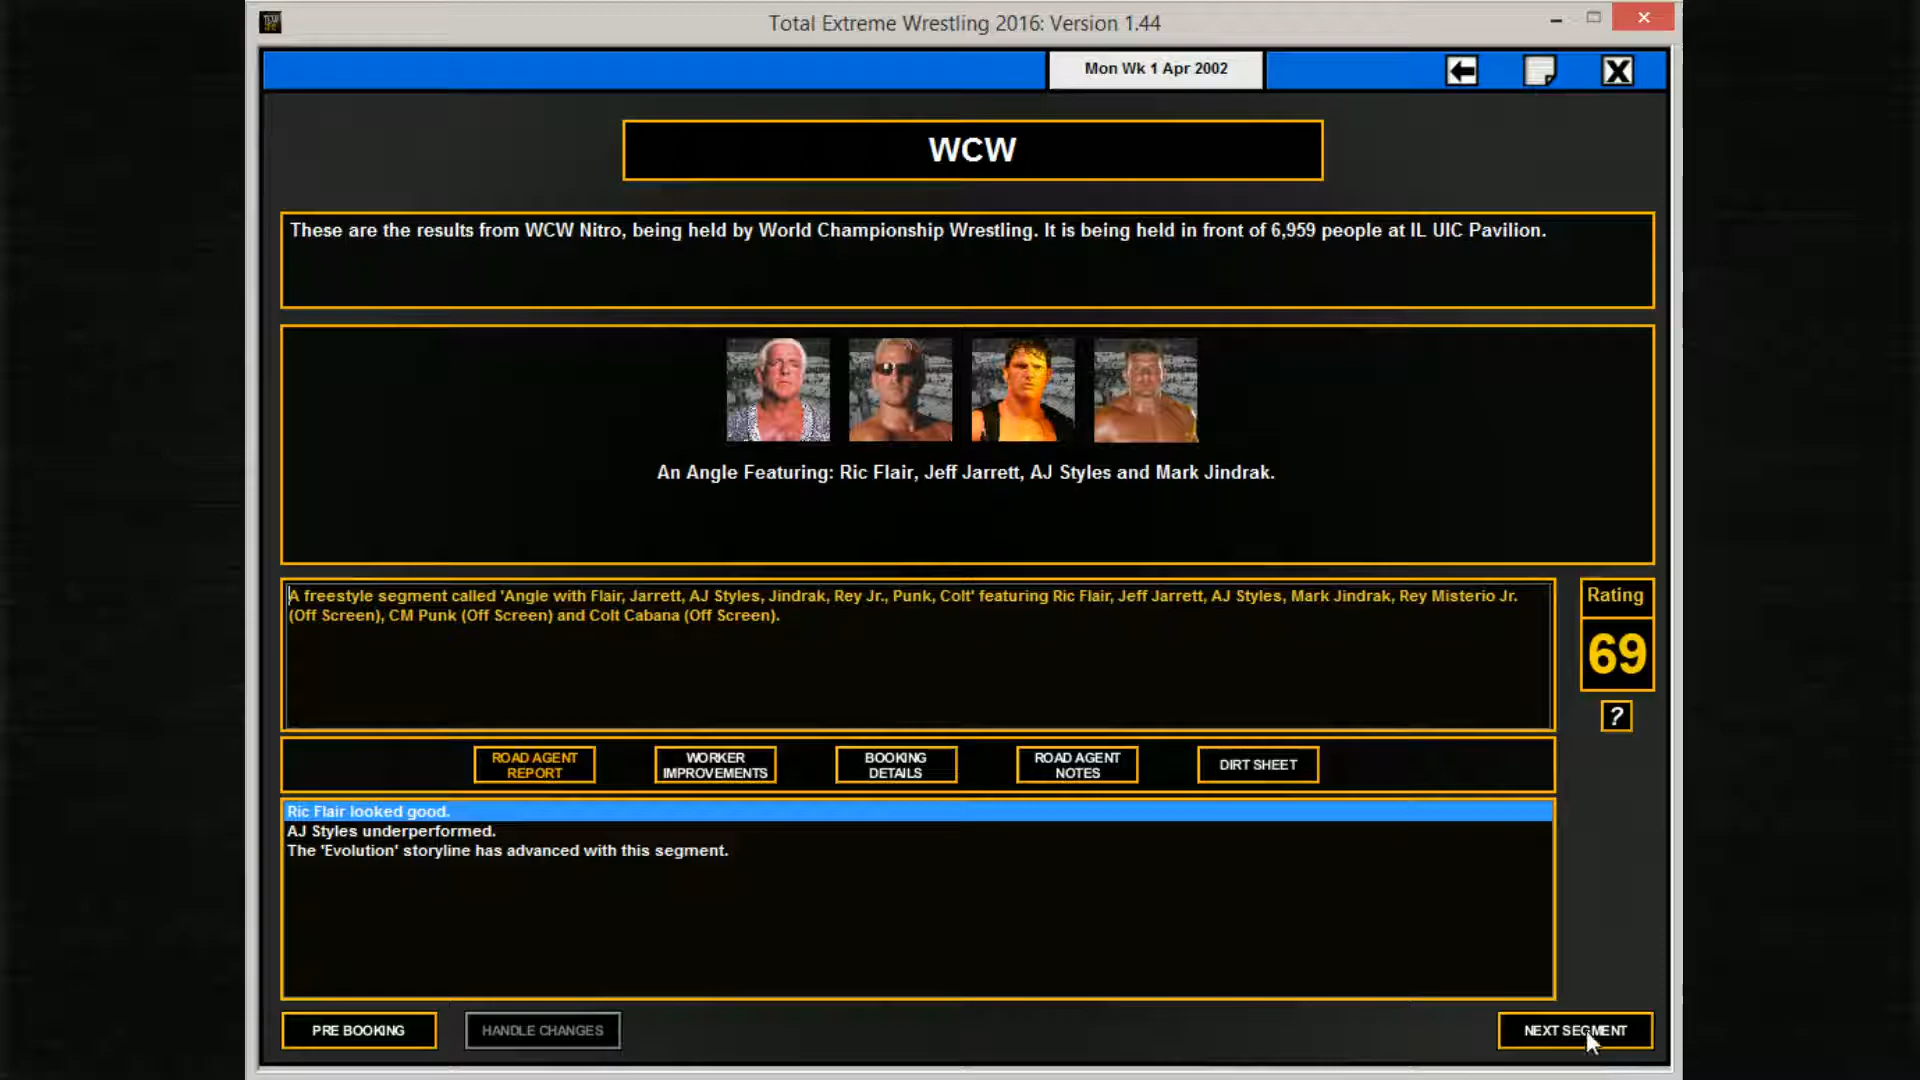 Total Extreme Wrestling 2016: Version 1.44
Mon Wk 1 Apr 2002
WCW
These are the results from WCW Nitro, being held by World Championship Wrestling. It is being held in front of 6,959 people at IL UIC Pavilion.
An Angle Featuring: Ric Flair, Jeff Jarrett, AJ Styles and Mark Jindrak.
A freestyle segment called 'Angle with Flair, Jarrett, AJ Styles, Jindrak, Rey Jr., Punk, Colt' featuring Ric Flair, Jeff Jarrett, AJ Styles, Mark Jindrak, Rey Misterio Jr.
(Off Screen), CM Punk (Off Screen) and Colt Cabana (Off Screen).
Rating
69
?
ROAD AGENT
REPORT
WORKER
IMPROVEMENTS
BOOKING
DETAILS
ROAD AGENT
NOTES
DIRT SHEET
Ric Flair looked good.
AJ Styles underperformed.
The 'Evolution' storyline has advanced with this segment.
PRE BOOKING
HANDLE CHANGES
NEXT SEGMENT